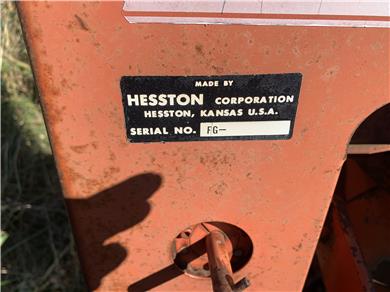 MADE BY
HESSTON CORPORATION
HESSTON, KANSAS U.S.A.
SERIAL NO. FG-